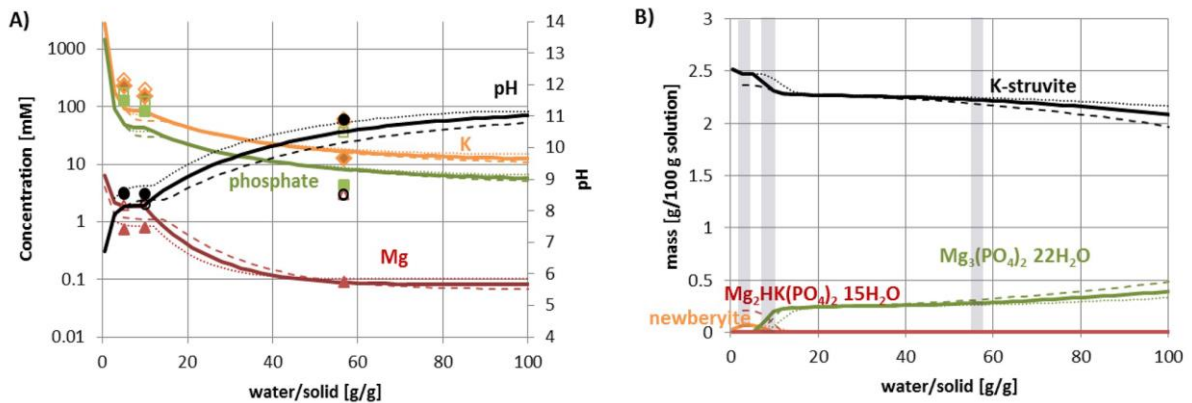 A)
Concentration [mM]
1000
100
10
1
0.1
0.01
0
20
40
60
80
100
water/solid [g/g]
14
13
12
11
10
9
8
7
6
5
4
pH
pH
K
phosphate
Mg
B)
mass [g/100 g solution]
3
2.5
2
1.5
1
0.5
0
0
20
40
60
80
100
water/solid [g/g]
K-struvite
Mg₃(PO₄)₂ 22H₂O
Mg₂HK(PO₄)₂ 15H₂O
newberyite